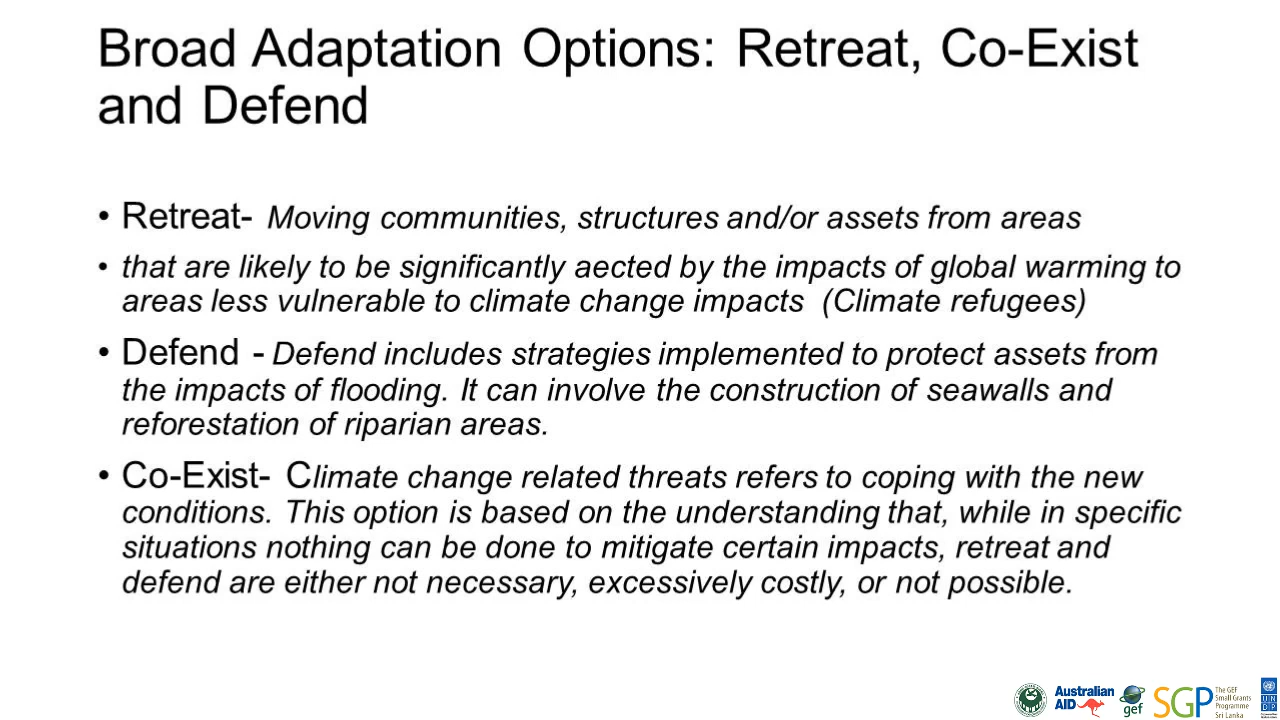 Broad Adaptation Options: Retreat, Co-Exist
and Defend
• Retreat- Moving communities, structures and/or assets from areas
• that are likely to be significantly aected by the impacts of global warming to
areas less vulnerable to climate change impacts (Climate refugees)
• Defend - Defend includes strategies implemented to protect assets from
the impacts of flooding. It can involve the construction of seawalls and
reforestation of riparian areas.
• Co-Exist- Climate change related threats refers to coping with the new
conditions. This option is based on the understanding that, while in specific
situations nothing can be done to mitigate certain impacts, retreat and
defend are either not necessary, excessively costly, or not possible.
Australian
AID
gef
SGP
The GEF
Small Grants
Programme
Sri Lanka
U N
D P